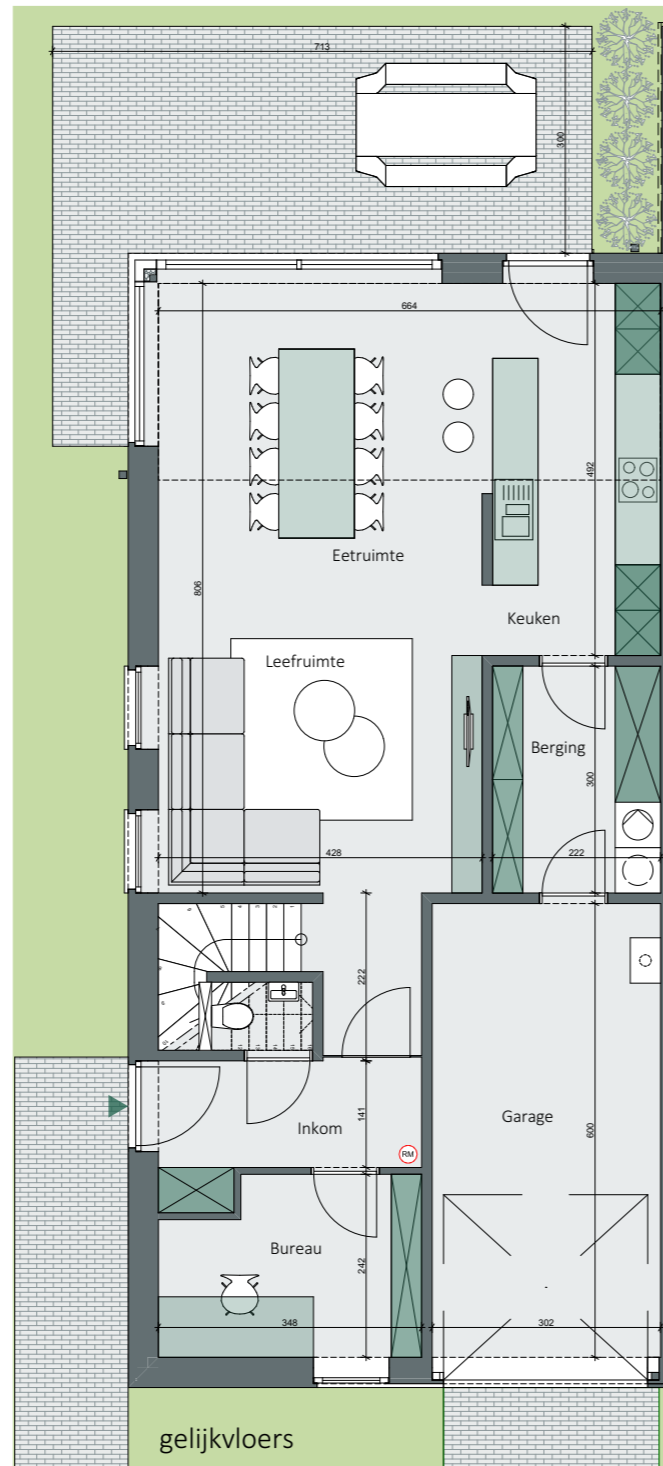 713
300
664
492
Eetruimte
806
Keuken
Leefruimte
Berging
300
428
222
222
Garage
600
141
Inkom
RM
Bureau
242
348
302
gelijkvloers